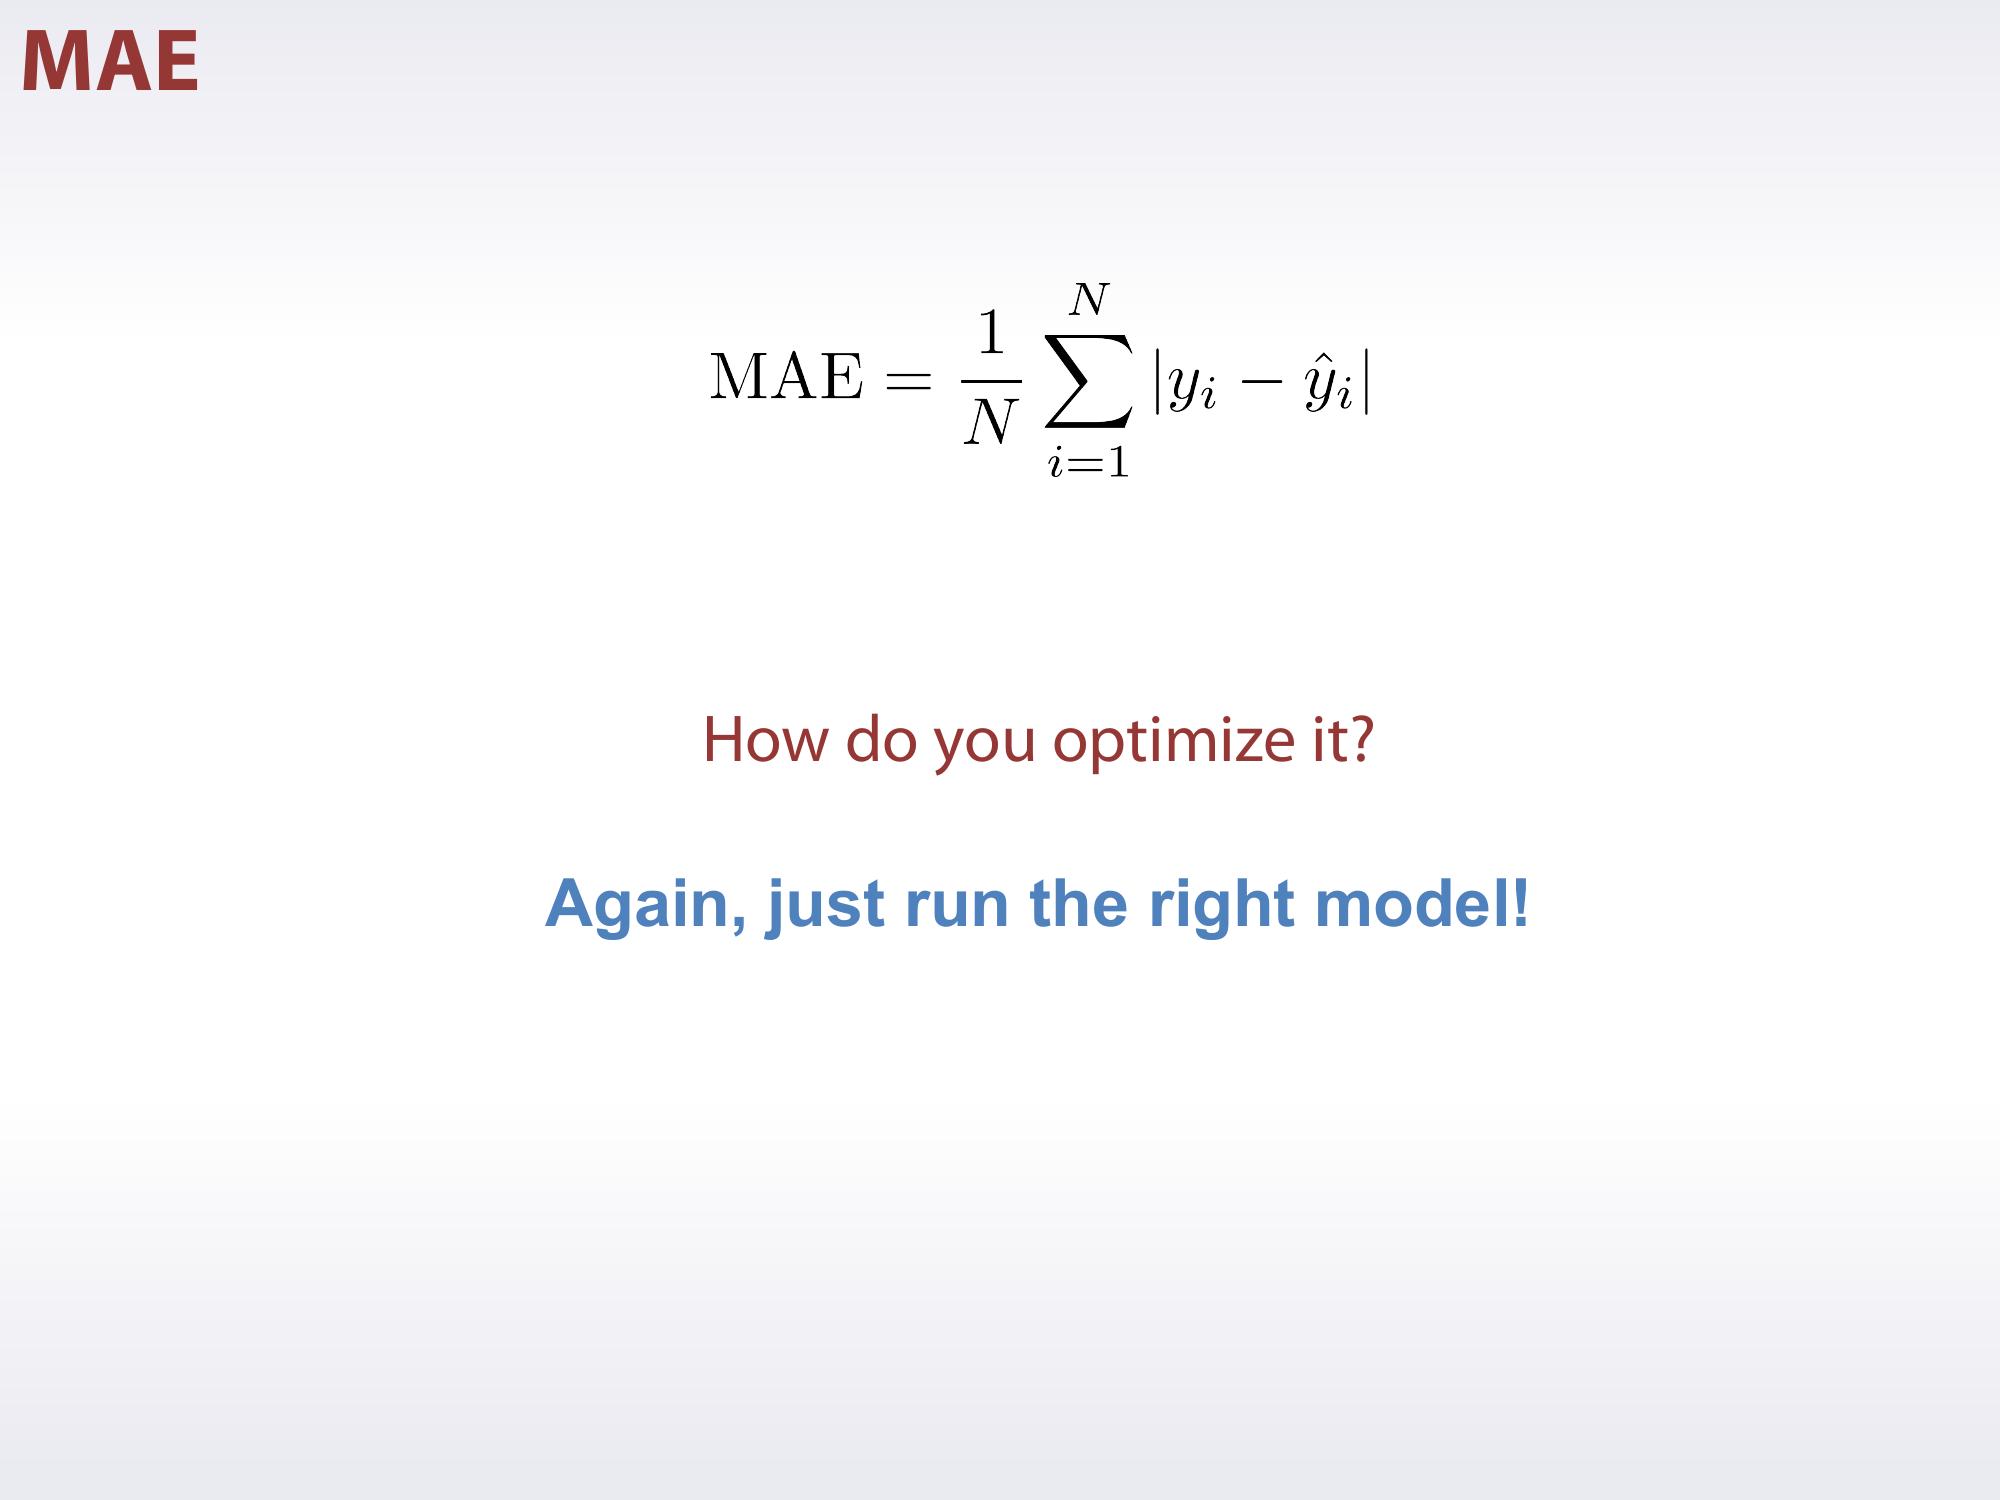 MAE
MAE = \frac{1}{N} \sum_{i=1}^{N} |y_i - \hat{y}_i|
How do you optimize it?
Again, just run the right model!